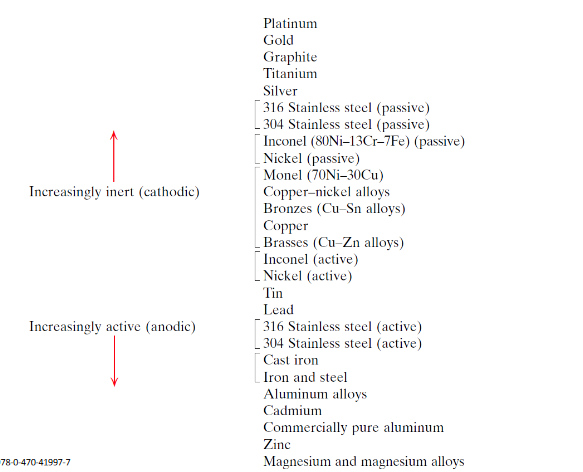 Platinum
Gold
Graphite
Titanium
Silver
316 Stainless steel (passive)
304 Stainless steel (passive)
Inconel (80Ni–13Cr–7Fe) (passive)
Nickel (passive)
Monel (70Ni–30Cu)
Increasingly inert (cathodic)
Copper–nickel alloys
Bronzes (Cu–Sn alloys)
Copper
Brasses (Cu–Zn alloys)
Inconel (active)
Nickel (active)
Tin
Lead
Increasingly active (anodic)
316 Stainless steel (active)
304 Stainless steel (active)
Cast iron
Iron and steel
Aluminum alloys
Cadmium
Commercially pure aluminum
Zinc
78-0-470-41997-7
Magnesium and magnesium alloys